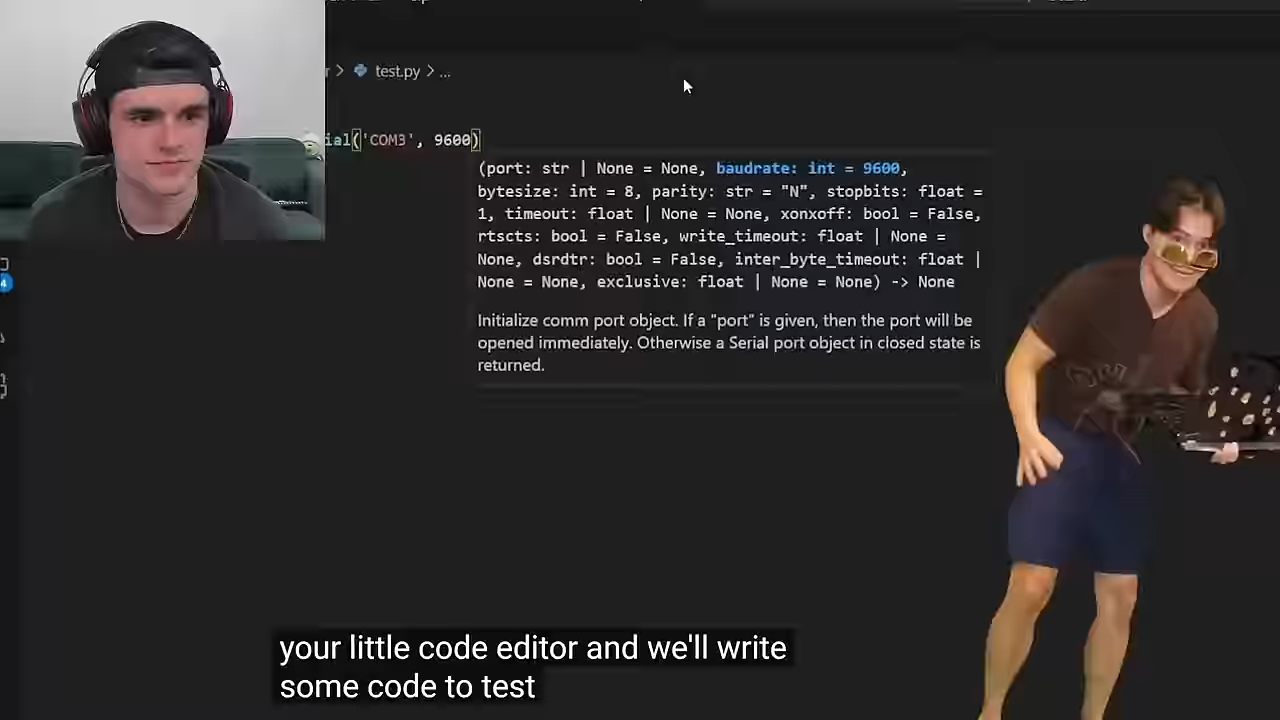 r > test.py > ...
ial('COM3', 9600)
(port: str | None = None, baudrate: int = 9600,
bytesize: int = 8, parity: str = "N", stopbits: float =
1, timeout: float | None = None, xonxoff: bool = False,
rtscts: bool = False, write_timeout: float | None =
None, dsrdtr: bool = False, inter_byte_timeout: float |
None = None, exclusive: float | None = None) -> None
Initialize comm port object. If a "port" is given, then the port will be
opened immediately. Otherwise a Serial port object in closed state is
returned.
4
your little code editor and we'll write
some code to test